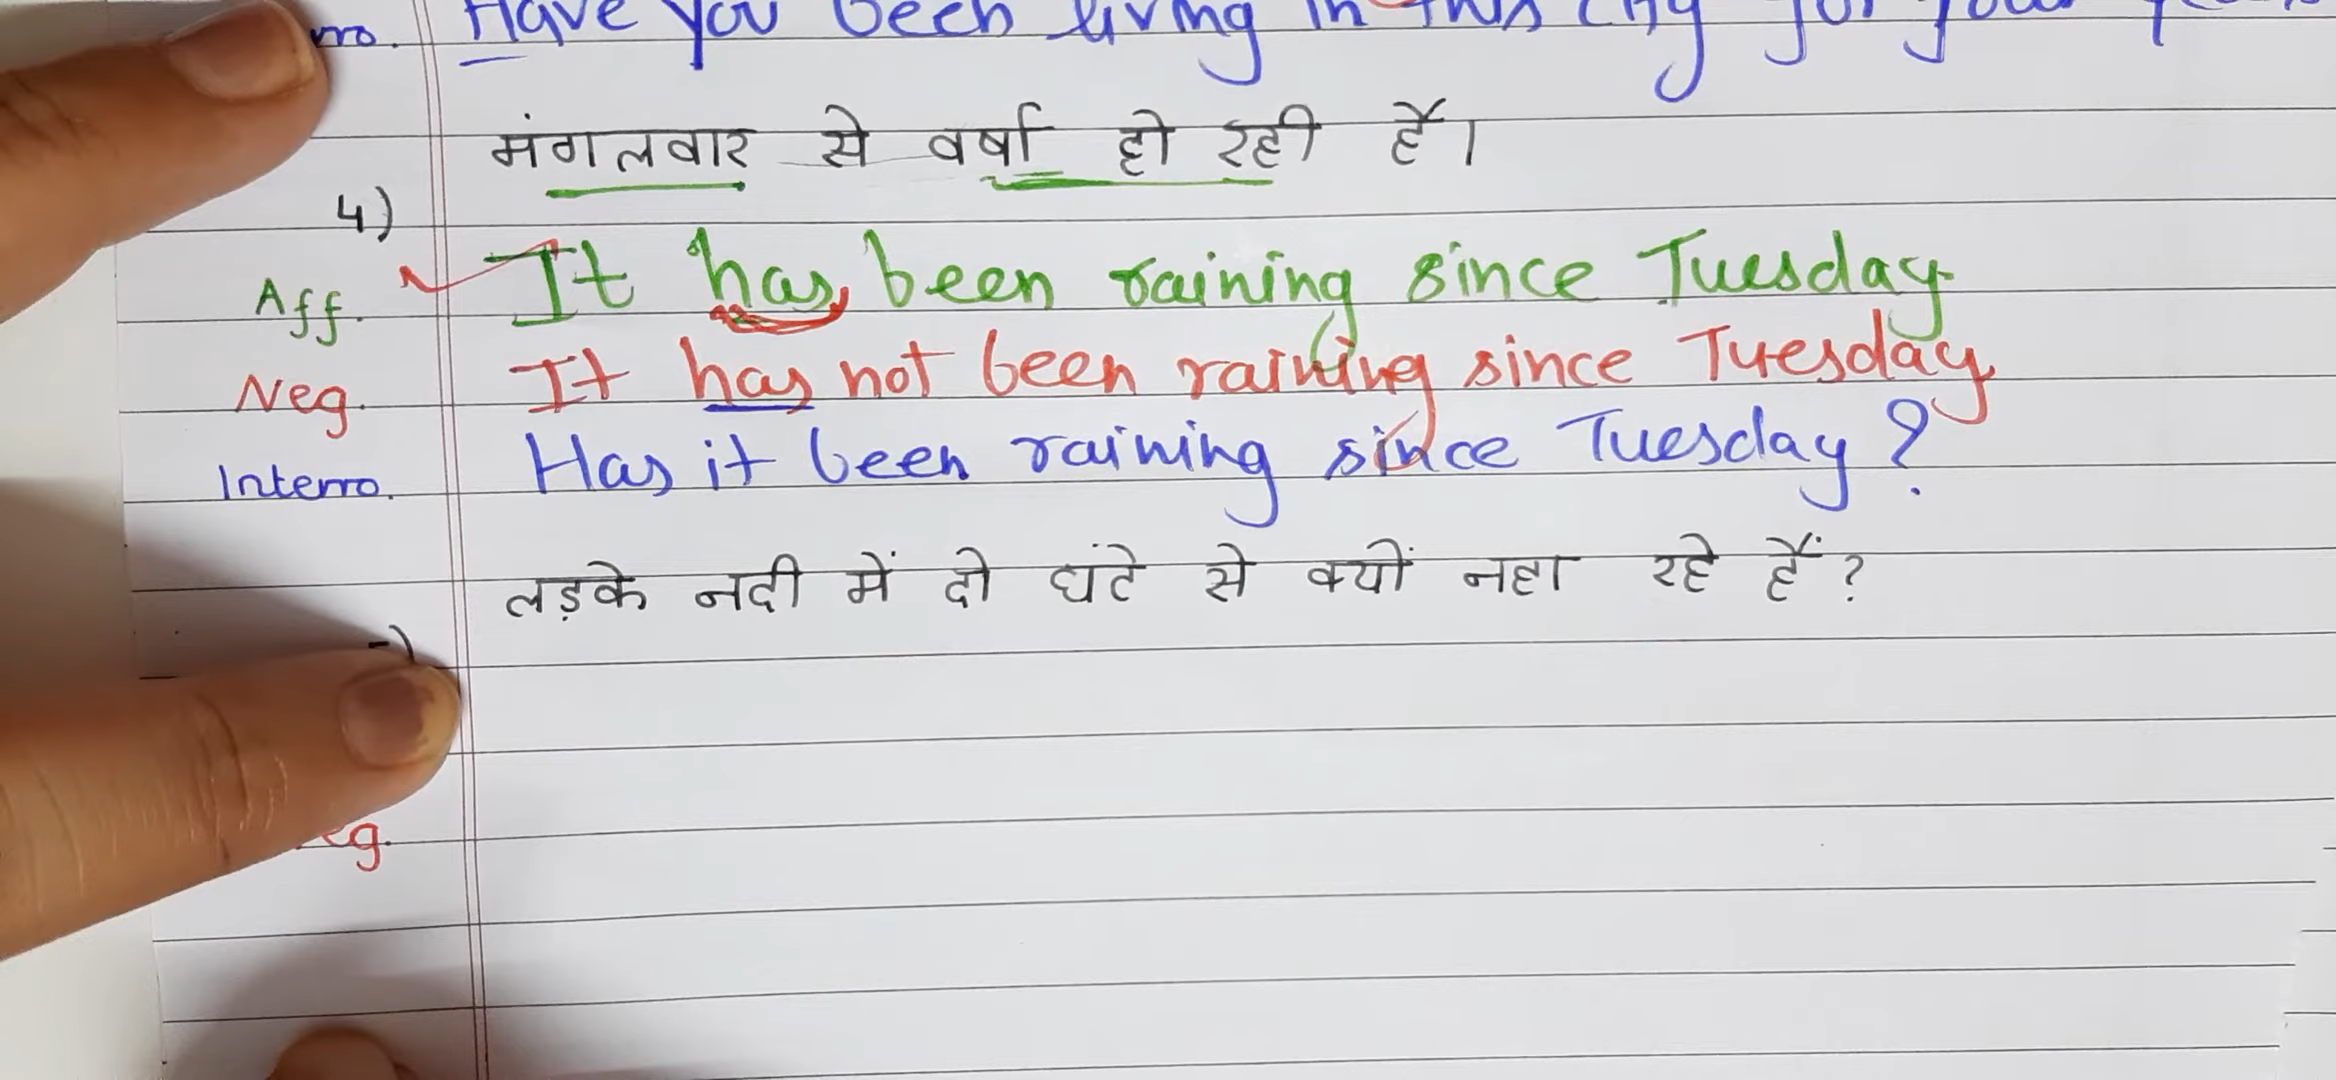 Have you been living in this city for four
मंगलवार से वर्षा हो रही है।
4)
Aff. It has been raining since Tuesday.
Neg. It has not been raining since Tuesday
Interro. Has it been raining since Tuesday ?
लड़के नदी में दो घंटे से क्यों नहा रहे हैं ?